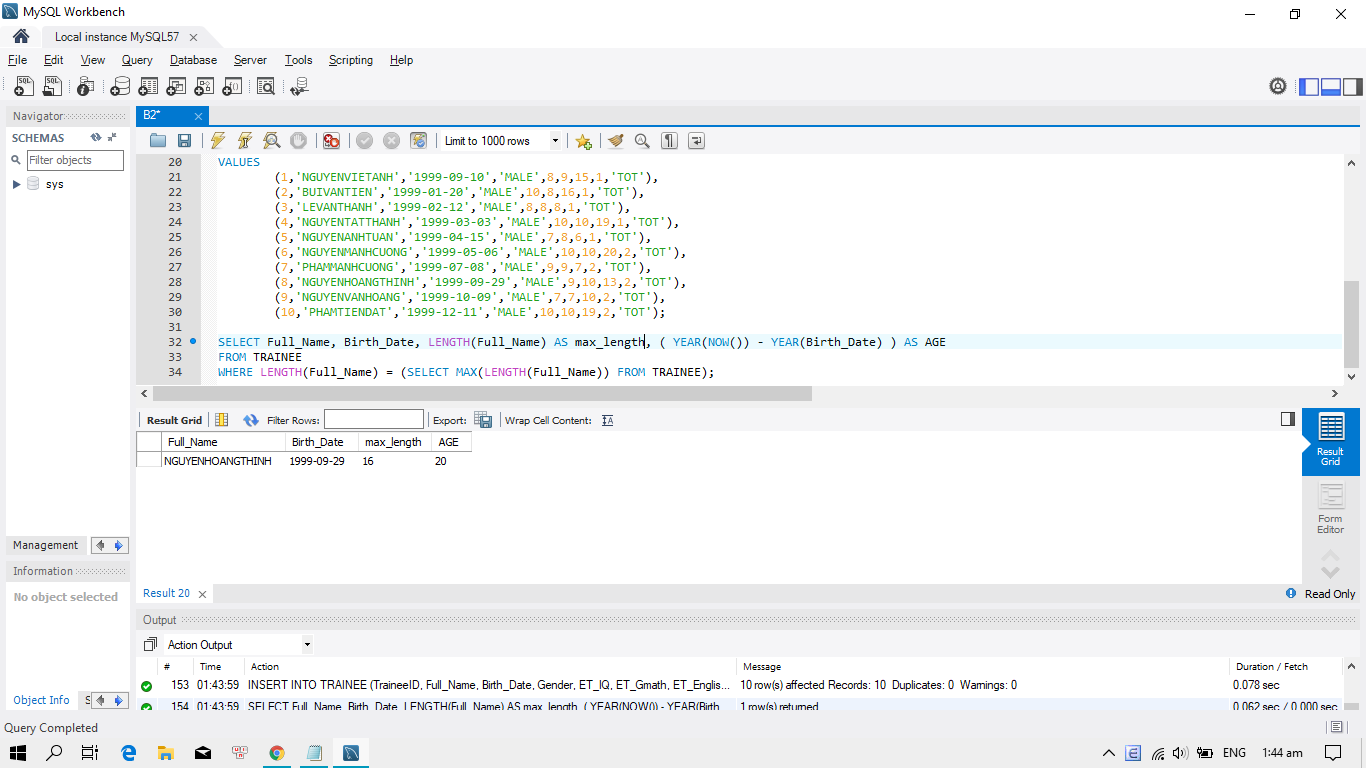 MySQL Workbench
Local instance MySQL57
File Edit View Query Database Server Tools Scripting Help
Navigator
SCHEMAS
Filter objects
sys
Management
Information
No object selected
Object Info S
B2*
Limit to 1000 rows
20 VALUES
21 (1,'NGUYENVIETANH','1999-09-10','MALE',8,9,15,1,'TOT'),
22 (2,'BUIVANTIEN','1999-01-20','MALE',10,8,16,1,'TOT'),
23 (3,'LEVANTHANH','1999-02-12','MALE',8,8,8,1,'TOT'),
24 (4,'NGUYENTATTHANH','1999-03-03','MALE',10,10,19,1,'TOT'),
25 (5,'NGUYENANHTUAN','1999-04-15','MALE',7,8,6,1,'TOT'),
26 (6,'NGUYENMANHCUONG','1999-05-06','MALE',10,10,20,2,'TOT'),
27 (7,'PHAMMANHCUONG','1999-07-08','MALE',9,9,7,2,'TOT'),
28 (8,'NGUYENHOANGTHINH','1999-09-29','MALE',9,10,13,2,'TOT'),
29 (9,'NGUYENVANHOANG','1999-10-09','MALE',7,7,10,2,'TOT'),
30 (10,'PHAMTIENDAT','1999-12-11','MALE',10,10,19,2,'TOT');
31
32 SELECT Full_Name, Birth_Date, LENGTH(Full_Name) AS max_length, ( YEAR(NOW()) - YEAR(Birth_Date) ) AS AGE
33 FROM TRAINEE
34 WHERE LENGTH(Full_Name) = (SELECT MAX(LENGTH(Full_Name)) FROM TRAINEE);
Result Grid Filter Rows: Export: Wrap Cell Content:
Full_Name Birth_Date max_length AGE
NGUYENHOANGTHINH 1999-09-29 16 20
Result Grid
Form Editor
Result 20
Read Only
Output
Action Output
# Time Action Message Duration / Fetch
153 01:43:59 INSERT INTO TRAINEE (TraineeID, Full_Name, Birth_Date, Gender, ET_IQ, ET_Gmath, ET_Englis... 10 row(s) affected Records: 10 Duplicates: 0 Warnings: 0 0.078 sec
154 01:43:59 SELECT Full_Name, Birth_Date, LENGTH(Full_Name) AS max_length, ( YEAR(NOW()) - YEAR(Birth_ 1 row(s) returned 0.062 sec / 0.000 sec
Query Completed
ENG 1:44 am